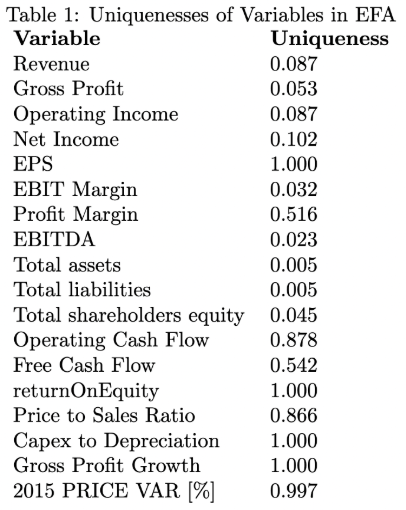 Table 1: Uniquenesses of Variables in EFA
Variable Uniqueness
Revenue 0.087
Gross Profit 0.053
Operating Income 0.087
Net Income 0.102
EPS 1.000
EBIT Margin 0.032
Profit Margin 0.516
EBITDA 0.023
Total assets 0.005
Total liabilities 0.005
Total shareholders equity 0.045
Operating Cash Flow 0.878
Free Cash Flow 0.542
returnOnEquity 1.000
Price to Sales Ratio 0.866
Capex to Depreciation 1.000
Gross Profit Growth 1.000
2015 PRICE VAR [%] 0.997